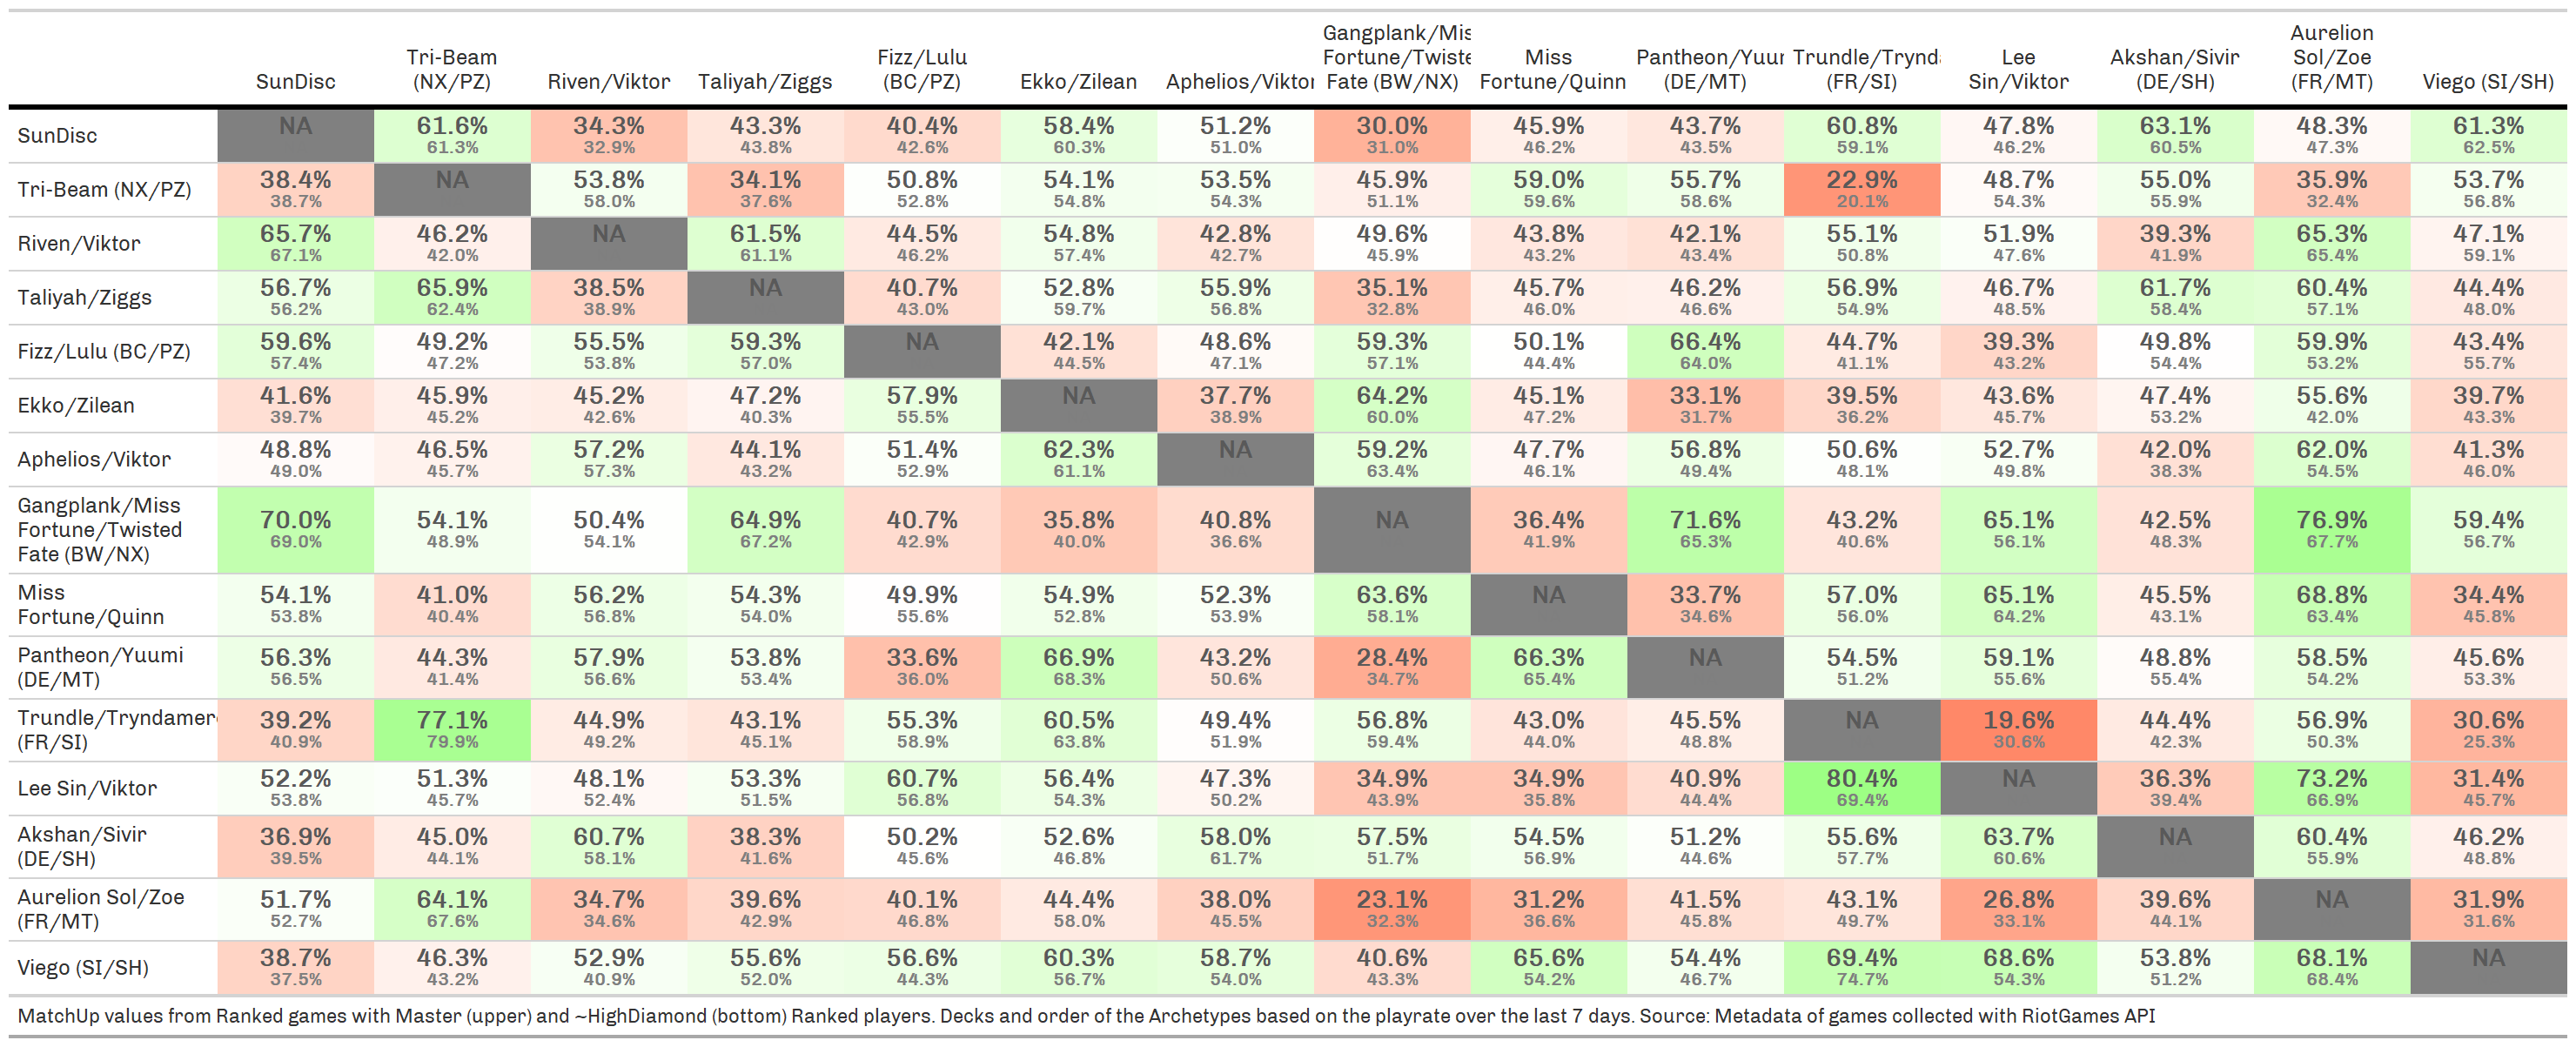 SunDisc Tri-Beam (NX/PZ) Riven/Viktor Taliyah/Ziggs Fizz/Lulu (BC/PZ) Ekko/Zilean Aphelios/Viktor Gangplank/Mis Fortune/Twiste Fate (BW/NX) Miss Fortune/Quinn Pantheon/Yuur (DE/MT) Trundle/Trynd (FR/SI) Lee Sin/Viktor Akshan/Sivir (DE/SH) Aurelion Sol/Zoe (FR/MT) Viego (SI/SH)
SunDisc NA 61.6% 34.3% 43.3% 40.4% 58.4% 51.2% 30.0% 45.9% 43.7% 60.8% 47.8% 63.1% 48.3% 61.3%
61.3% 32.9% 43.8% 42.6% 60.3% 51.0% 31.0% 46.2% 43.5% 59.1% 46.2% 60.5% 47.3% 62.5%
Tri-Beam (NX/PZ) 38.4% NA 53.8% 34.1% 50.8% 54.1% 53.5% 45.9% 59.0% 55.7% 22.9% 48.7% 55.0% 35.9% 53.7%
38.7% 58.0% 37.6% 52.8% 54.8% 54.3% 51.1% 59.6% 58.6% 20.1% 54.3% 55.9% 32.4% 56.8%
Riven/Viktor 65.7% 46.2% NA 61.5% 44.5% 54.8% 42.8% 49.6% 43.8% 42.1% 55.1% 51.9% 39.3% 65.3% 47.1%
67.1% 42.0% 61.1% 46.2% 57.4% 42.7% 45.9% 43.2% 43.4% 50.8% 47.6% 41.9% 65.4% 59.1%
Taliyah/Ziggs 56.7% 65.9% 38.5% NA 40.7% 52.8% 55.9% 35.1% 45.7% 46.2% 56.9% 46.7% 61.7% 60.4% 44.4%
56.2% 62.4% 38.9% 43.0% 59.7% 56.8% 32.8% 46.0% 46.6% 54.9% 48.5% 58.4% 57.1% 48.0%
Fizz/Lulu (BC/PZ) 59.6% 49.2% 55.5% 59.3% NA 42.1% 48.6% 59.3% 50.1% 66.4% 44.7% 39.3% 49.8% 59.9% 43.4%
57.4% 47.2% 53.8% 57.0% 44.5% 47.1% 57.1% 44.4% 64.0% 41.1% 43.2% 54.4% 53.2% 55.7%
Ekko/Zilean 41.6% 45.9% 45.2% 47.2% 57.9% NA 37.7% 64.2% 45.1% 33.1% 39.5% 43.6% 47.4% 55.6% 39.7%
39.7% 45.2% 42.6% 40.3% 55.5% 38.9% 60.0% 47.2% 31.7% 36.2% 45.7% 53.2% 42.0% 43.3%
Aphelios/Viktor 48.8% 46.5% 57.2% 44.1% 51.4% 62.3% NA 59.2% 47.7% 56.8% 50.6% 52.7% 42.0% 62.0% 41.3%
49.0% 45.7% 57.3% 43.2% 52.9% 61.1% 63.4% 46.1% 49.4% 48.1% 49.8% 38.3% 54.5% 46.0%
Gangplank/Miss
Fortune/Twisted
Fate (BW/NX)
70.0% 54.1% 50.4% 64.9% 40.7% 35.8% 40.8% NA 36.4% 71.6% 43.2% 65.1% 42.5% 76.9% 59.4%
69.0% 48.9% 54.1% 67.2% 42.9% 40.0% 36.6% 41.9% 65.3% 40.6% 56.1% 48.3% 67.7% 56.7%
Miss
Fortune/Quinn
54.1% 41.0% 56.2% 54.3% 49.9% 54.9% 52.3% 63.6% NA 33.7% 57.0% 65.1% 45.5% 68.8% 34.4%
53.8% 40.4% 56.8% 54.0% 55.6% 52.8% 53.9% 58.1% 34.6% 56.0% 64.2% 43.1% 63.4% 45.8%
Pantheon/Yuumi
(DE/MT)
56.3% 44.3% 57.9% 53.8% 33.6% 66.9% 43.2% 28.4% 66.3% NA 54.5% 59.1% 48.8% 58.5% 45.6%
56.5% 41.4% 56.6% 53.4% 36.0% 68.3% 50.6% 34.7% 65.4% 51.2% 55.6% 55.4% 54.2% 53.3%
Trundle/Tryndamer
(FR/SI)
39.2% 77.1% 44.9% 43.1% 55.3% 60.5% 49.4% 56.8% 43.0% 45.5% NA 19.6% 44.4% 56.9% 30.6%
40.9% 79.9% 49.2% 45.1% 58.9% 63.8% 51.9% 59.4% 44.0% 48.8% 30.6% 42.3% 50.3% 25.3%
Lee Sin/Viktor 52.2% 51.3% 48.1% 53.3% 60.7% 56.4% 47.3% 34.9% 34.9% 40.9% 80.4% NA 36.3% 73.2% 31.4%
53.8% 45.7% 52.4% 51.5% 56.8% 54.3% 50.2% 43.9% 35.8% 44.4% 69.4% 39.4% 66.9% 45.7%
Akshan/Sivir
(DE/SH)
36.9% 45.0% 60.7% 38.3% 50.2% 52.6% 58.0% 57.5% 54.5% 51.2% 55.6% 63.7% NA 60.4% 46.2%
39.5% 44.1% 58.1% 41.6% 45.6% 46.8% 61.7% 51.7% 56.9% 44.6% 57.7% 60.6% 55.9% 48.8%
Aurelion Sol/Zoe
(FR/MT)
51.7% 64.1% 34.7% 39.6% 40.1% 44.4% 38.0% 23.1% 31.2% 41.5% 43.1% 26.8% 39.6% NA 31.9%
52.7% 67.6% 34.6% 42.9% 46.8% 58.0% 45.5% 32.3% 36.6% 45.8% 49.7% 33.1% 44.1% 31.6%
Viego (SI/SH) 38.7% 46.3% 52.9% 55.6% 56.6% 60.3% 58.7% 40.6% 65.6% 54.4% 69.4% 68.6% 53.8% 68.1% NA
37.5% 43.2% 40.9% 52.0% 44.3% 56.7% 54.0% 43.3% 54.2% 46.7% 74.7% 54.3% 51.2% 68.4%
MatchUp values from Ranked games with Master (upper) and ~HighDiamond (bottom) Ranked players. Decks and order of the Archetypes based on the playrate over the last 7 days. Source: Metadata of games collected with RiotGames API